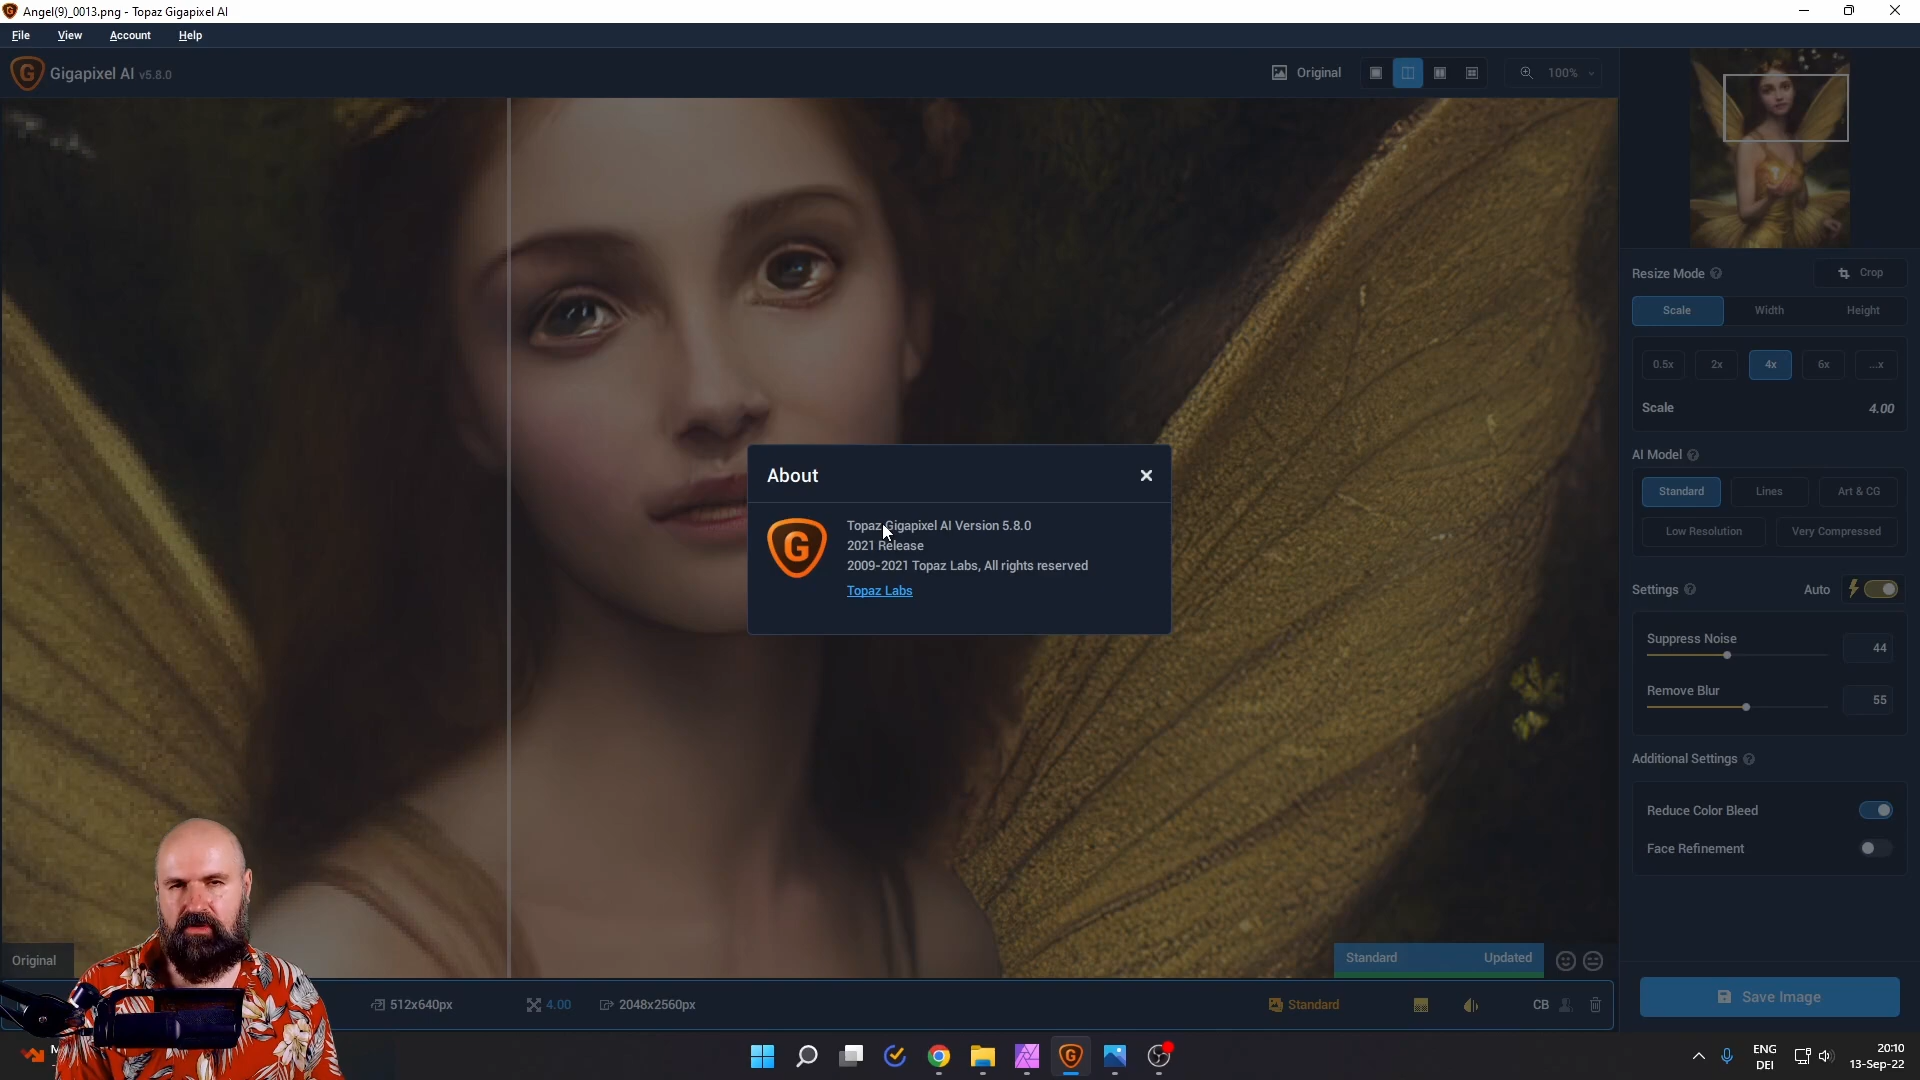 Angel(9)_0013.png - Topaz Gigapixel AI
File View Account Help
G Gigapixel AI v5.8.0
Original
100%
Resize Mode ?
Crop
Scale Width Height
0.5x 2x 4x 6x ...x
Scale 4.00
AI Model ?
Standard Lines Art & CG
Low Resolution Very Compressed
Settings ? Auto
Suppress Noise 44
Remove Blur 55
Additional Settings ?
Reduce Color Bleed
Face Refinement
About
G
Topaz Gigapixel AI Version 5.8.0
2021 Release
2009-2021 Topaz Labs, All rights reserved
Topaz Labs
Original
Standard Updated
512x640px 4.00 2048x2560px Standard CB
Save Image
G
ENG
DEI
20:10
13-Sep-22